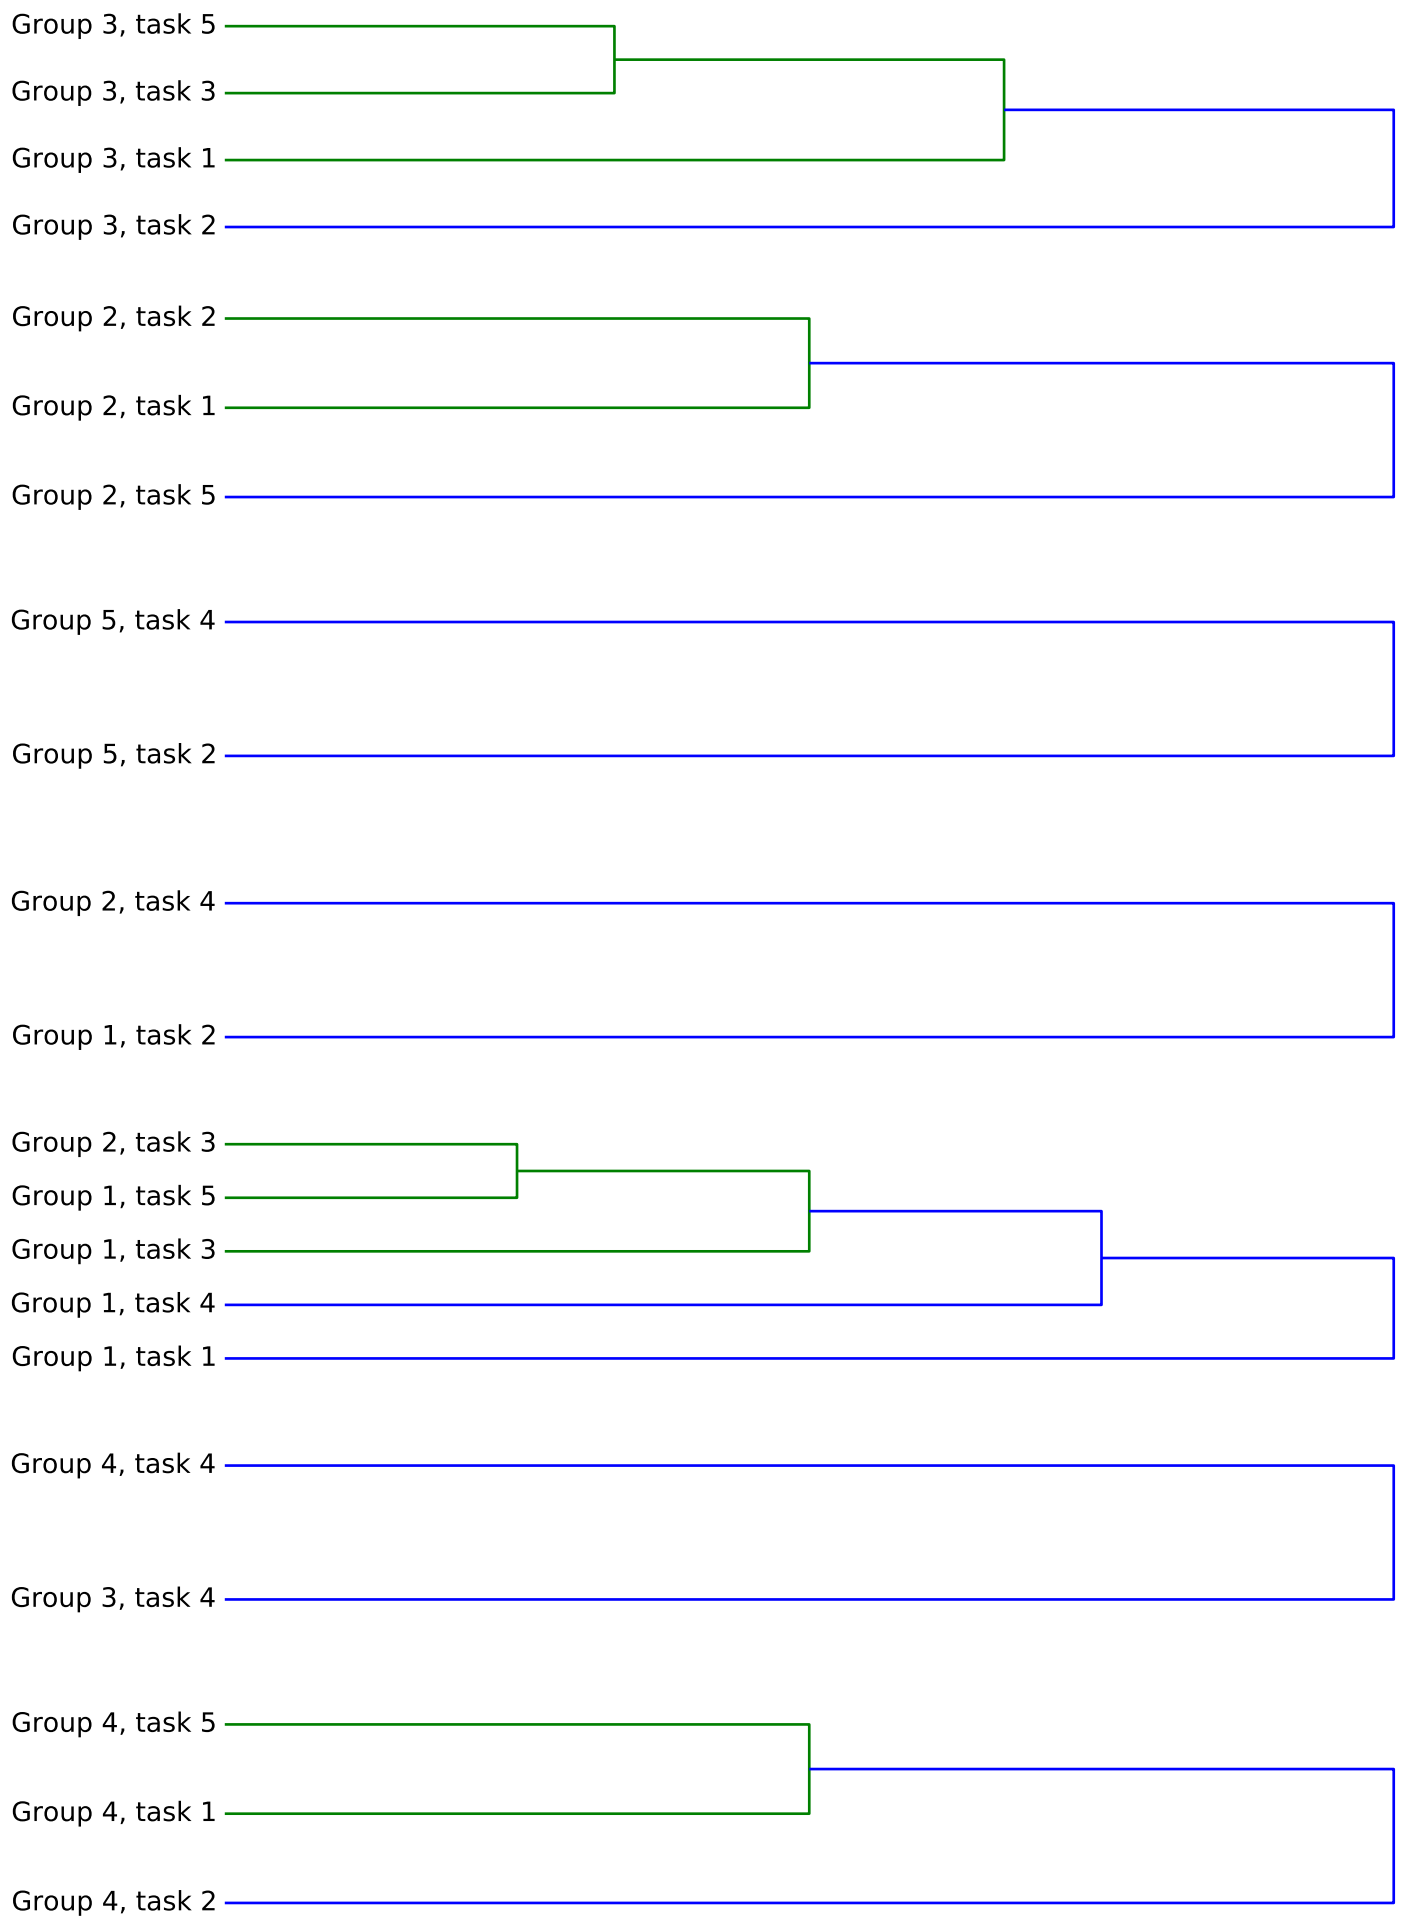 Group 3, task 5
Group 3, task 3
Group 3, task 1
Group 3, task 2
Group 2, task 2
Group 2, task 1
Group 2, task 5
Group 5, task 4
Group 5, task 2
Group 2, task 4
Group 1, task 2
Group 2, task 3
Group 1, task 5
Group 1, task 3
Group 1, task 4
Group 1, task 1
Group 4, task 4
Group 3, task 4
Group 4, task 5
Group 4, task 1
Group 4, task 2